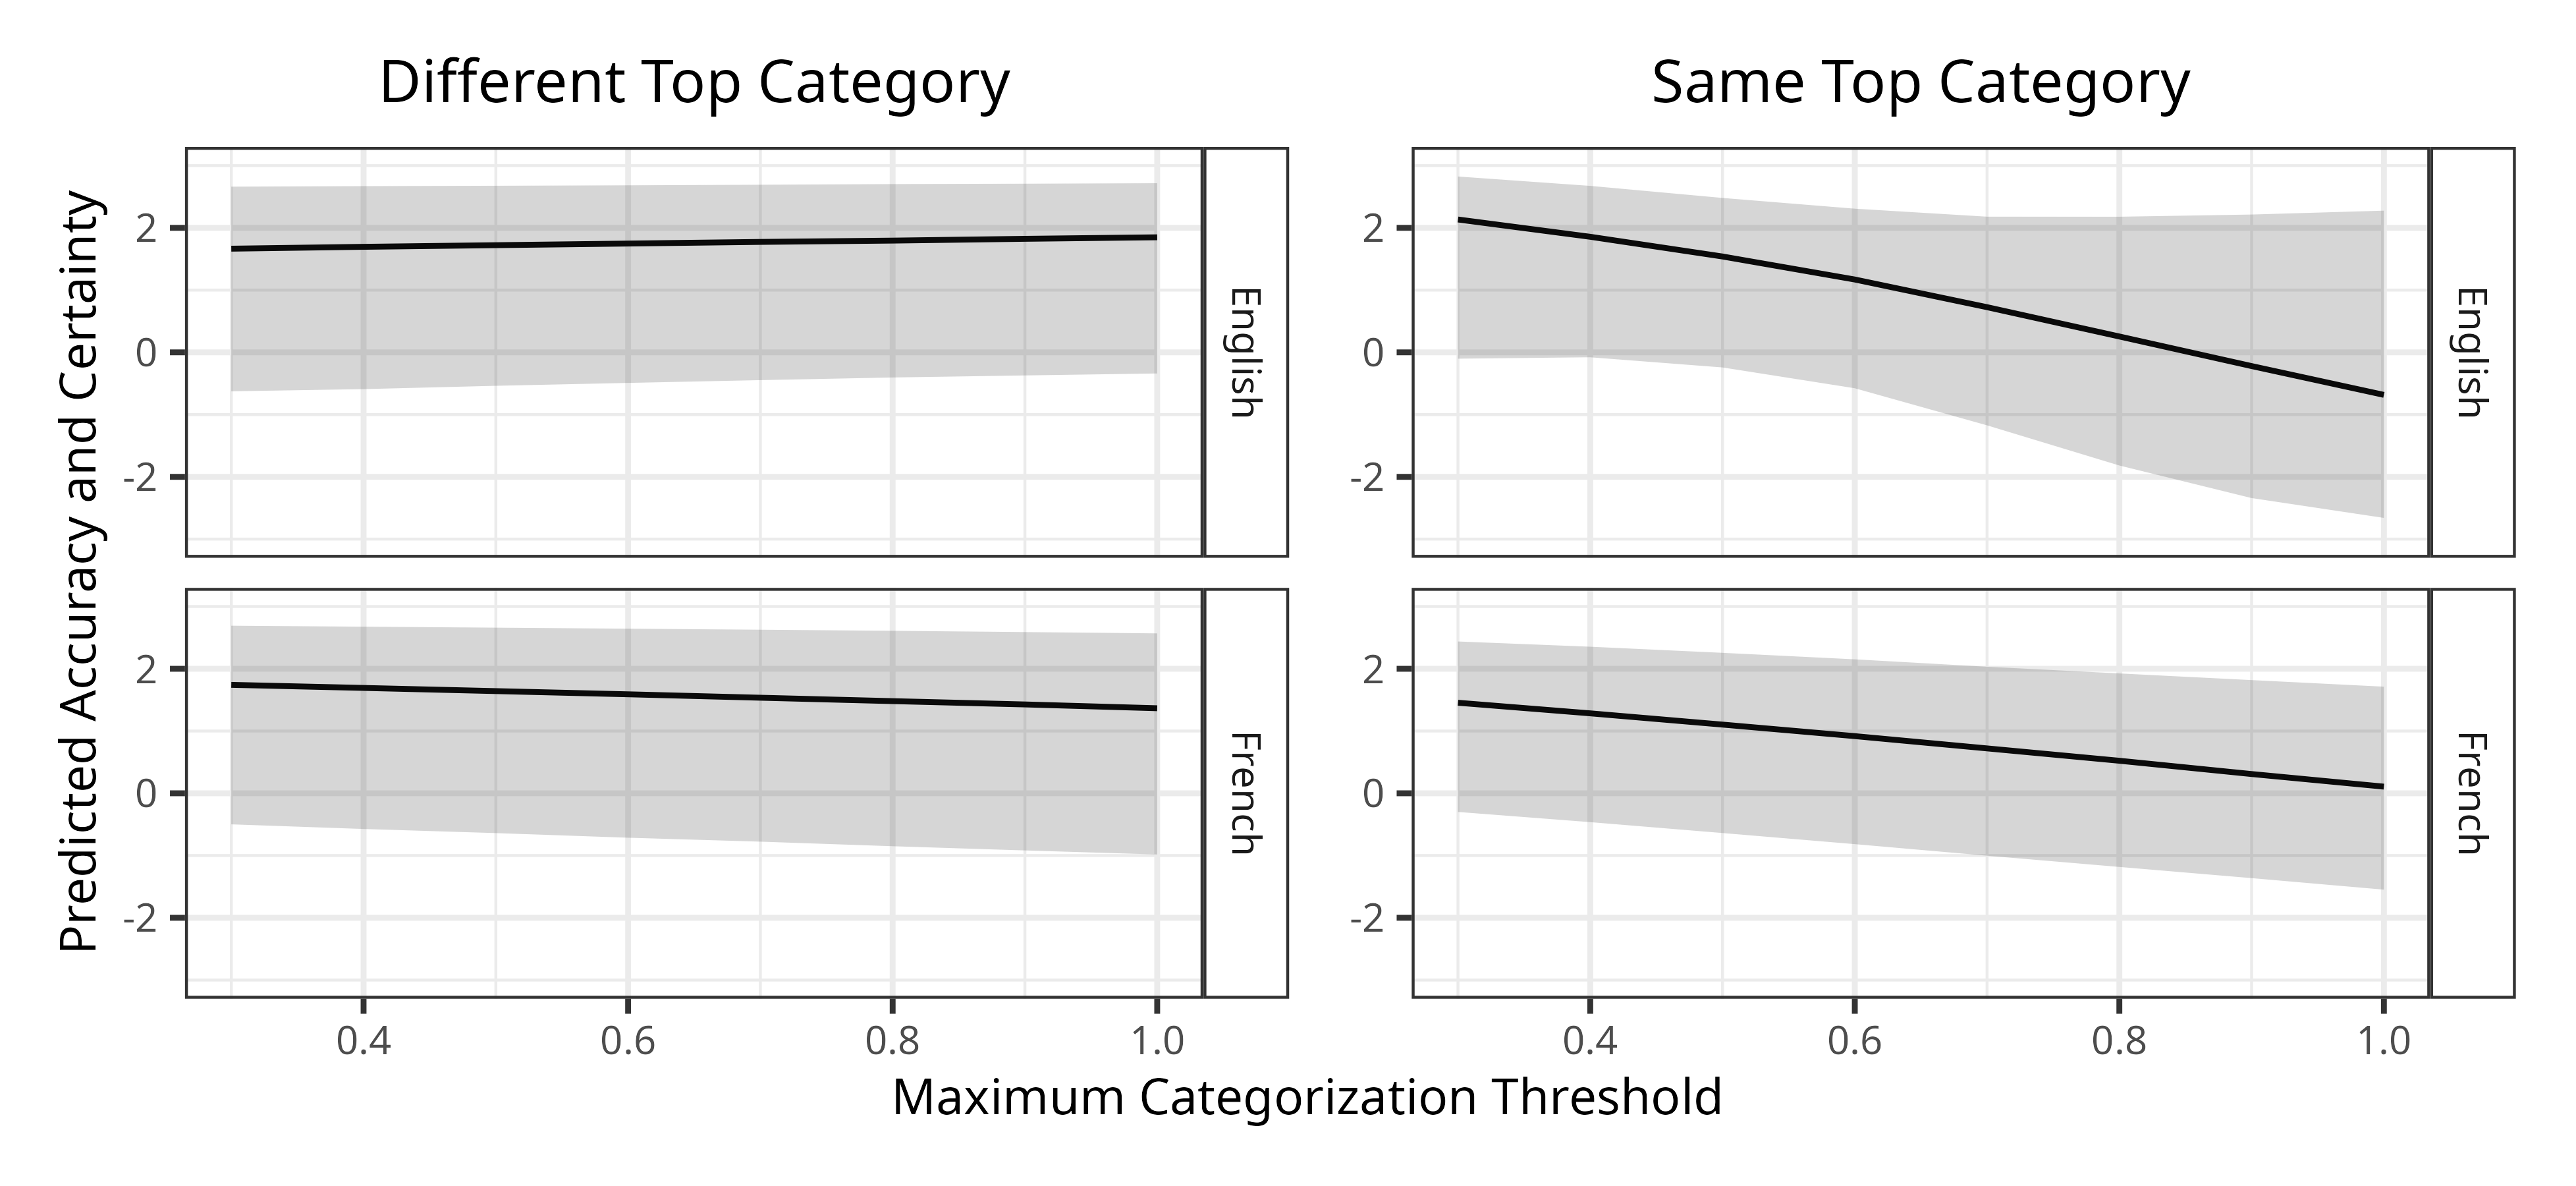 Different Top Category
Same Top Category
Predicted Accuracy and Certainty
2
0
-2
English
2
0
-2
English
2
0
-2
French
2
0
-2
French
0.4 0.6 0.8 1.0
0.4 0.6 0.8 1.0
Maximum Categorization Threshold